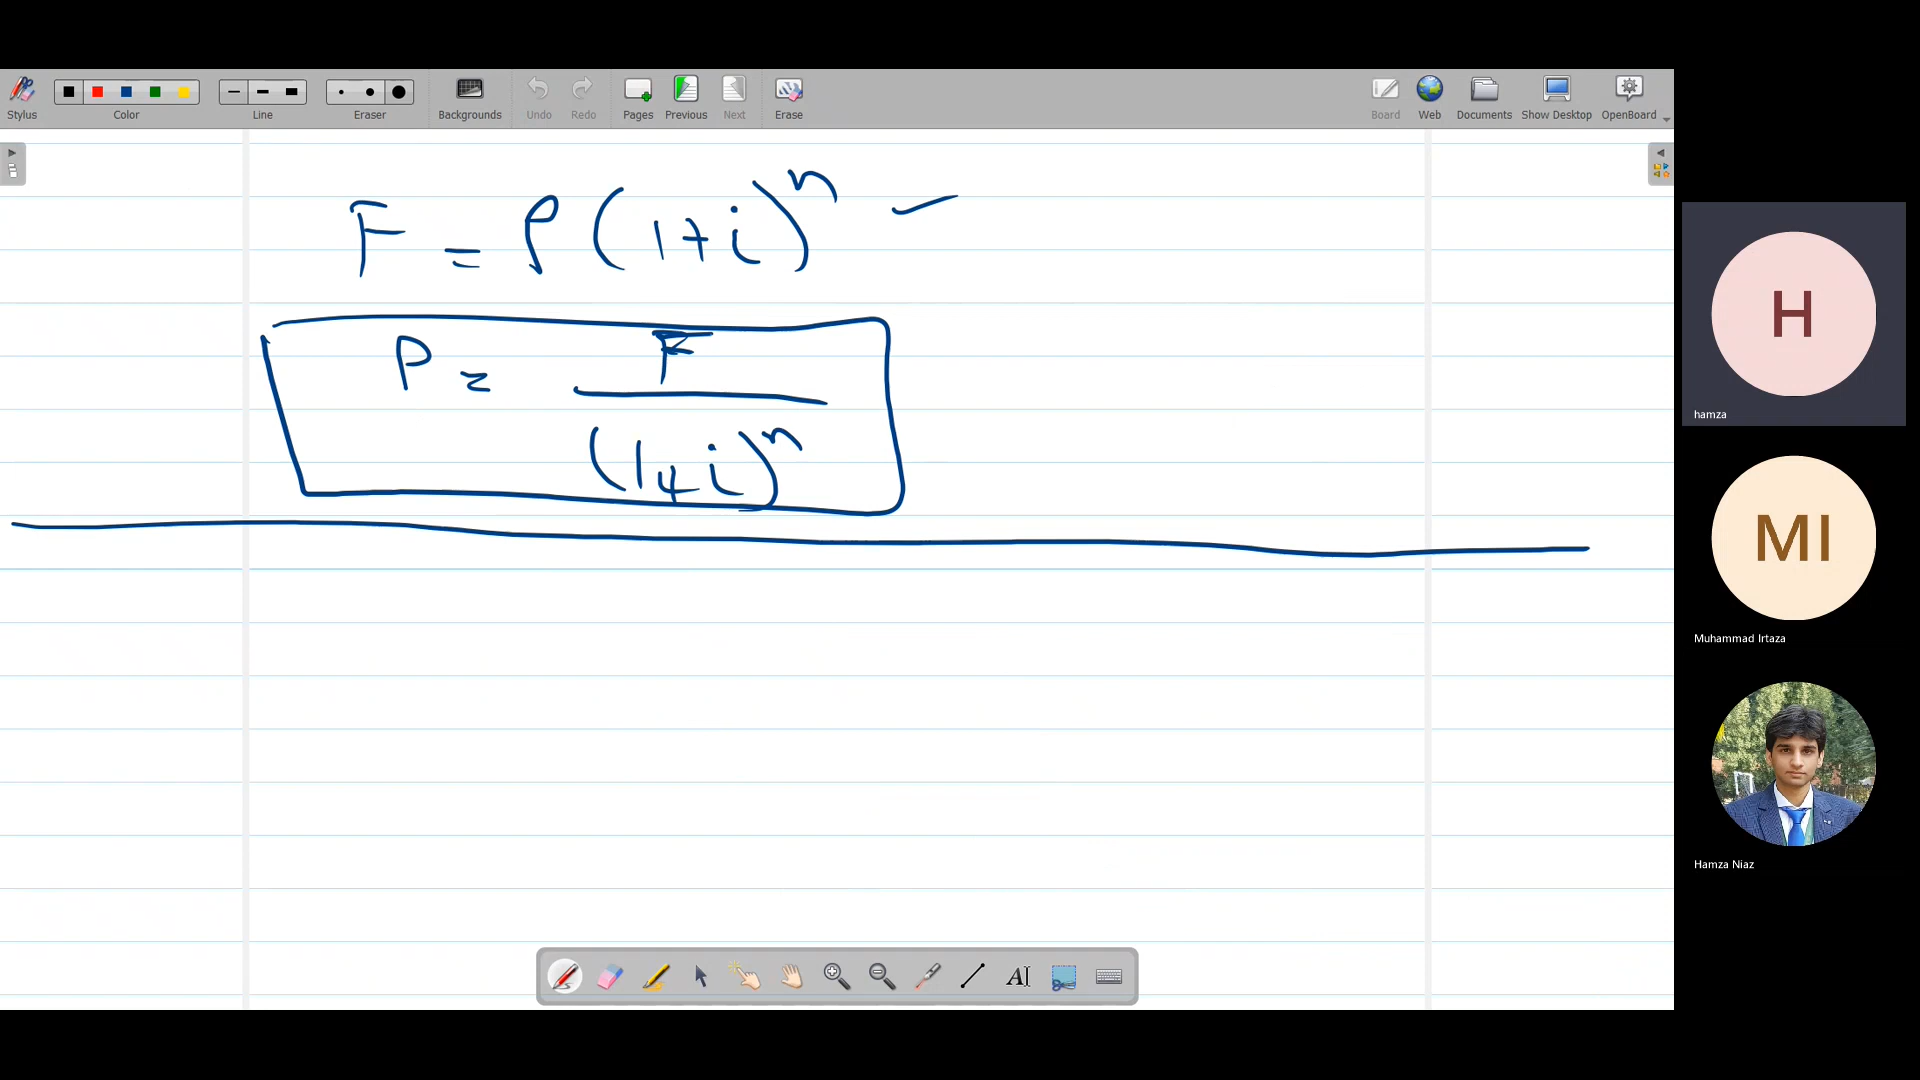 Stylus Color Line Eraser Backgrounds Undo Redo Pages Previous Next Erase Board Web Documents Show Desktop OpenBoard
F = P(1+i)^n
P = F / (1+i)^n
H
hamza
MI
Muhammad Irtaza
Hamza Niaz
AI